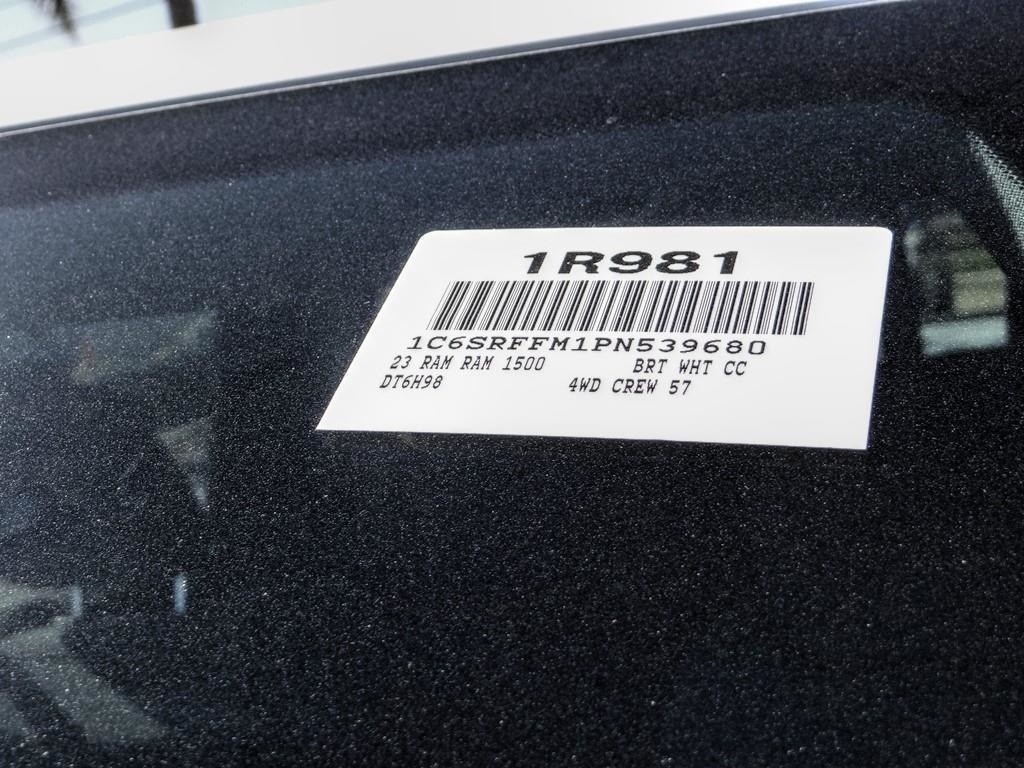 1R981
1C6SRFFM1PN539680
23 RAM RAM 1500 BRT WHT CC
DT6H98 4WD CREW 57